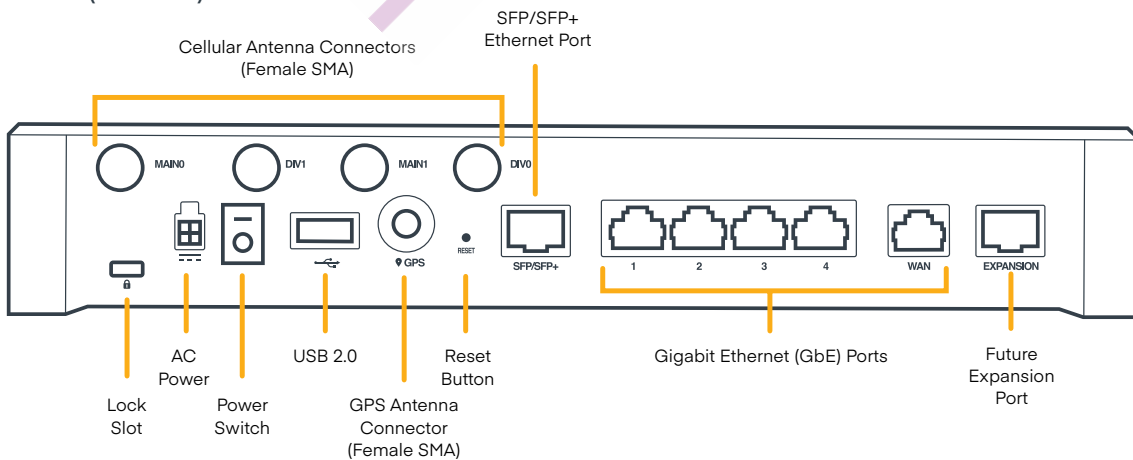 SFP/SFP+
Ethernet Port
Cellular Antenna Connectors
(Female SMA)
MAIN0
DIV1
MAIN1
DIV0
GPS
RESET
SFP/SFP+
1
2
3
4
WAN
EXPANSION
AC
Power
USB 2.0
Reset
Button
Gigabit Ethernet (GbE) Ports
Future
Expansion
Port
Lock
Slot
Power
Switch
GPS Antenna
Connector
(Female SMA)